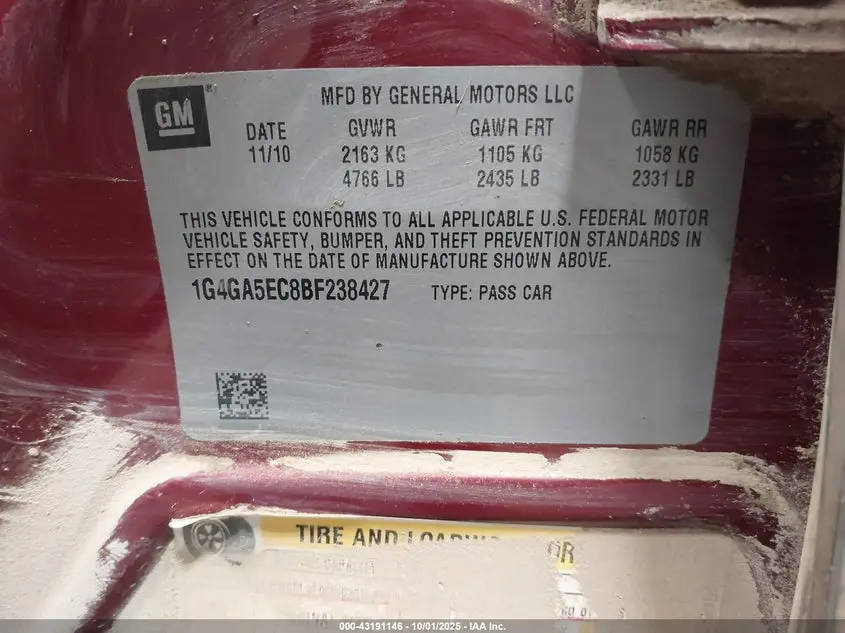 GM
MFD BY GENERAL MOTORS LLC
DATE GVWR GAWR FRT GAWR RR
11/10 2163 KG 1105 KG 1058 KG
4766 LB 2435 LB 2331 LB
THIS VEHICLE CONFORMS TO ALL APPLICABLE U.S. FEDERAL MOTOR
VEHICLE SAFETY, BUMPER, AND THEFT PREVENTION STANDARDS IN
EFFECT ON THE DATE OF MANUFACTURE SHOWN ABOVE.
1G4GA5EC8BF238427 TYPE: PASS CAR
TIRE AND
000-43191146 - 10/01/2025 - IAA Inc.